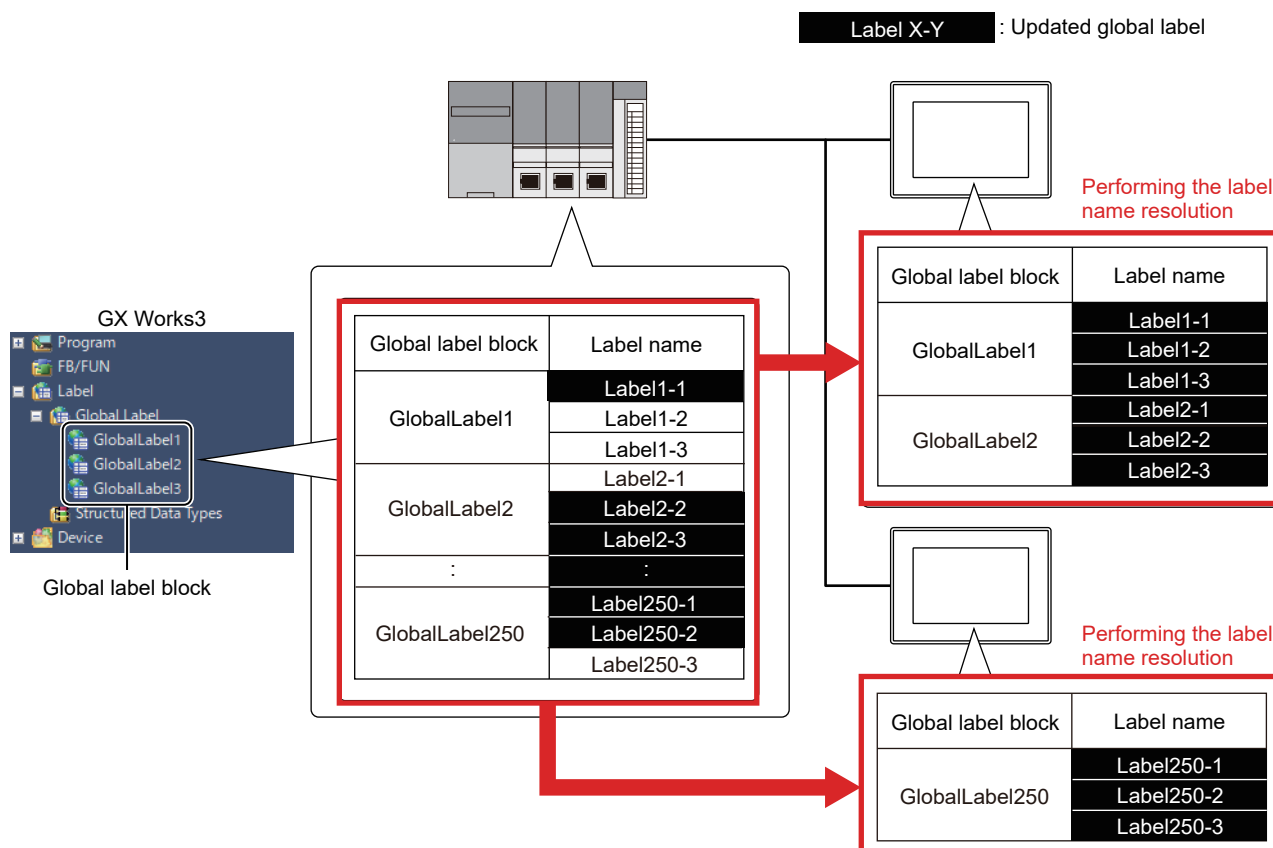 Label X-Y : Updated global label
Performing the label
name resolution
Global label block Label name
GlobalLabel1
Label1-1
Label1-2
Label1-3
GlobalLabel2
Label2-1
Label2-2
Label2-3
GX Works3
Program
FB/FUN
Label
Global Label
GlobalLabel1
GlobalLabel2
GlobalLabel3
Structured Data Types
Device
Global label block
Global label block Label name
GlobalLabel1
Label1-1
Label1-2
Label1-3
GlobalLabel2
Label2-1
Label2-2
Label2-3
: :
GlobalLabel250
Label250-1
Label250-2
Label250-3
Performing the label
name resolution
Global label block Label name
GlobalLabel250
Label250-1
Label250-2
Label250-3